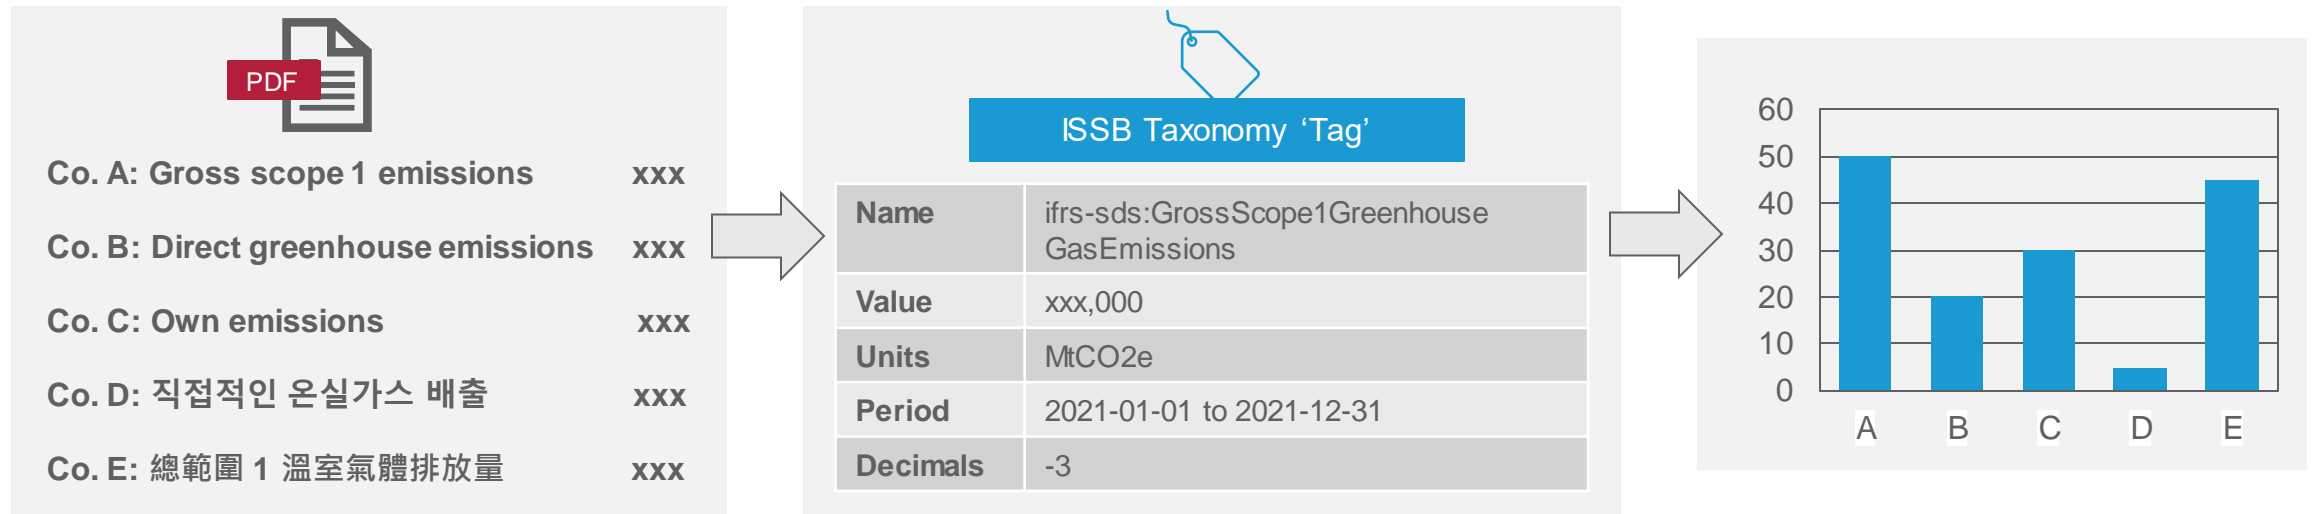 PDF
Co. A: Gross scope 1 emissions xxx
Co. B: Direct greenhouse emissions xxx
Co. C: Own emissions xxx
Co. D: 직접적인 온실가스 배출 xxx
Co. E: 總範圍 1 溫室氣體排放量 xxx
ISSB Taxonomy ‘Tag’
Name ifrs-sds:GrossScope1Greenhouse
GasEmissions
Value xxx,000
Units MtCO2e
Period 2021-01-01 to 2021-12-31
Decimals -3
60
50
40
30
20
10
0
A B C D E